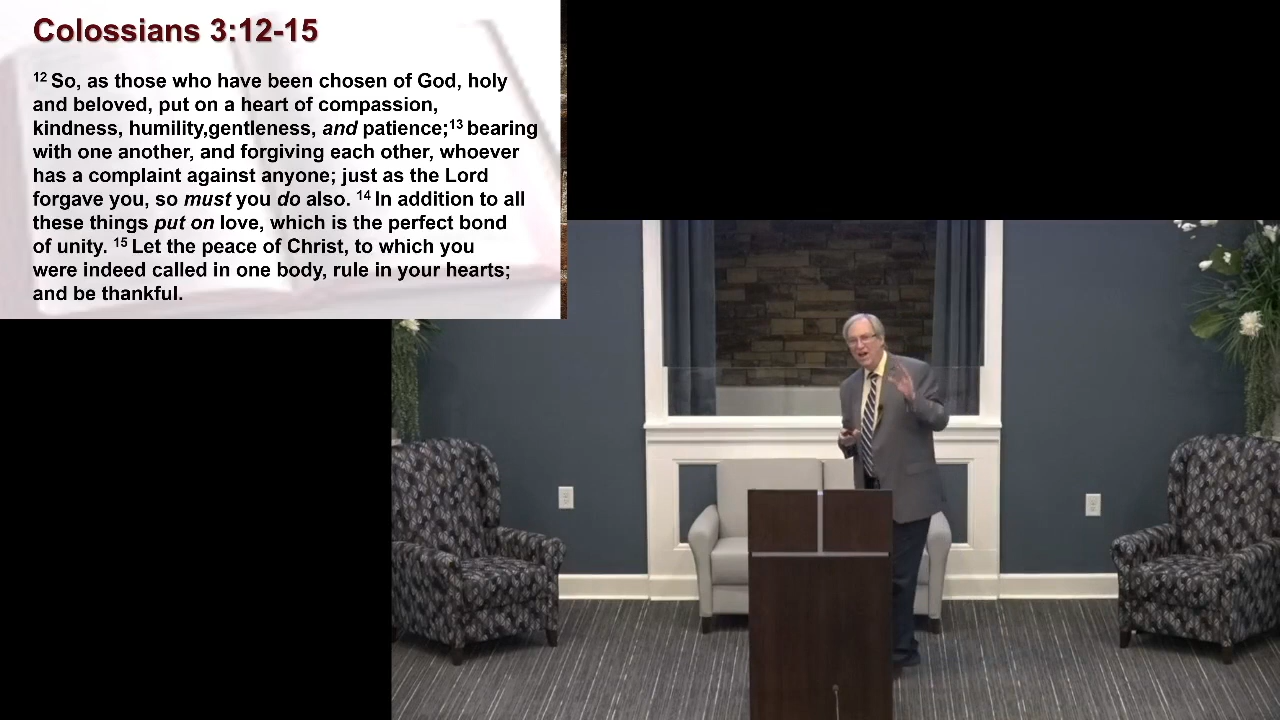 Colossians 3:12-15
12 So, as those who have been chosen of God, holy
and beloved, put on a heart of compassion,
kindness, humility,gentleness, and patience;13 bearing
with one another, and forgiving each other, whoever
has a complaint against anyone; just as the Lord
forgave you, so must you do also. 14 In addition to all
these things put on love, which is the perfect bond
of unity. 15 Let the peace of Christ, to which you
were indeed called in one body, rule in your hearts;
and be thankful.